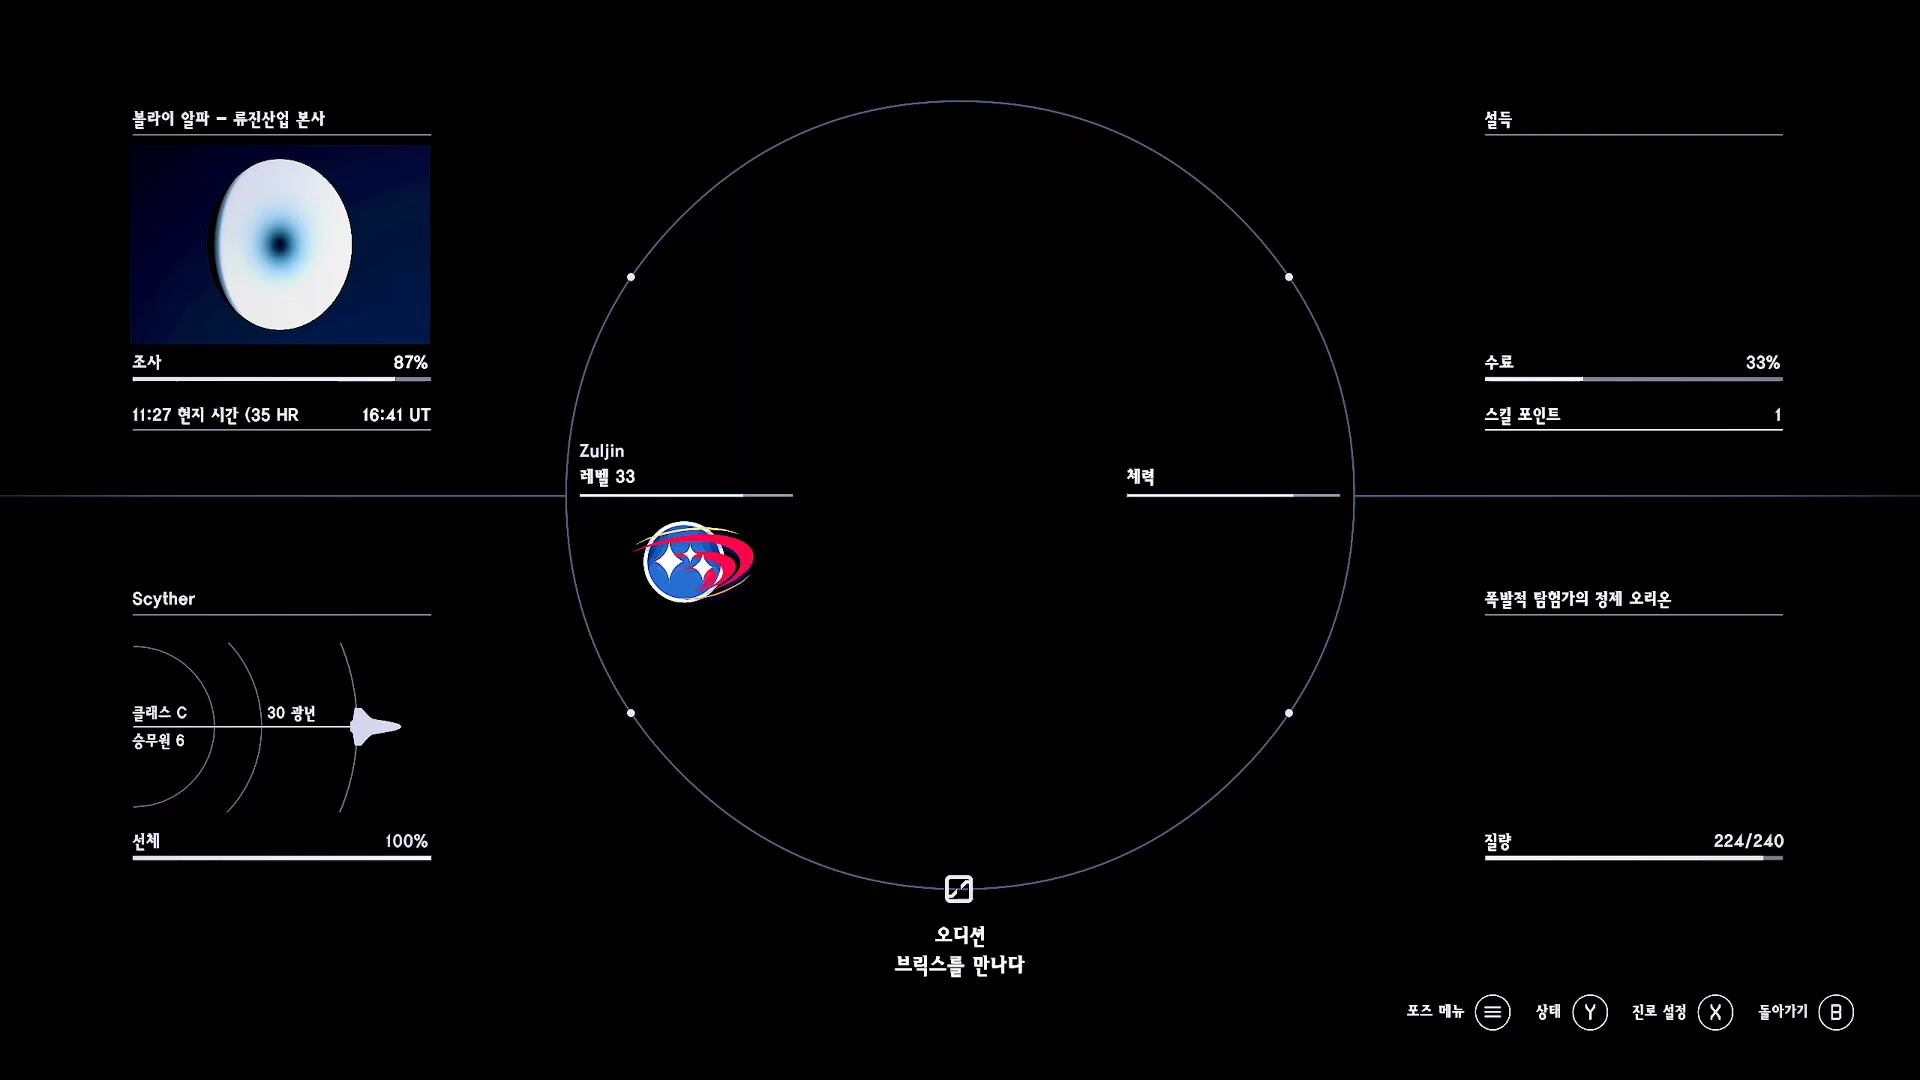 볼라이 알파 – 류진산업 본사
조사 87%
11:27 현지 시간 (35 HR 16:41 UT
Scyther
클래스 C
30 광년
승무원 6
선체 100%
Zuljin
레벨 33
체력
오디션
브릭스를 만나다
설득
수료 33%
스킬 포인트 1
폭발적 탐험가의 정제 오리온
질량 224/240
포즈 메뉴 상태 Y 진로 설정 X 돌아가기 B